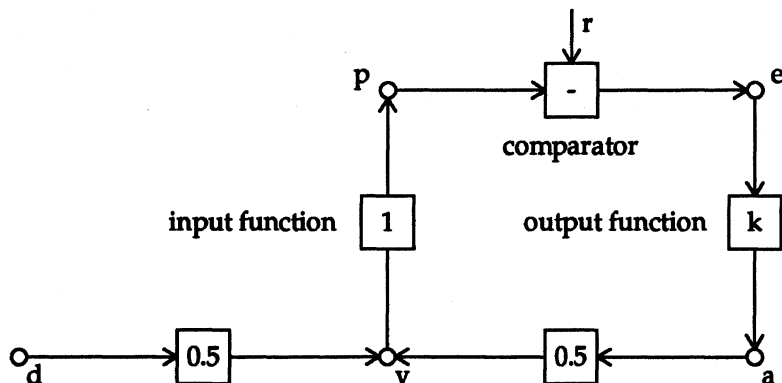 r
p
-
e
comparator
input function
1
output function
k
0.5
0.5
d
v
a